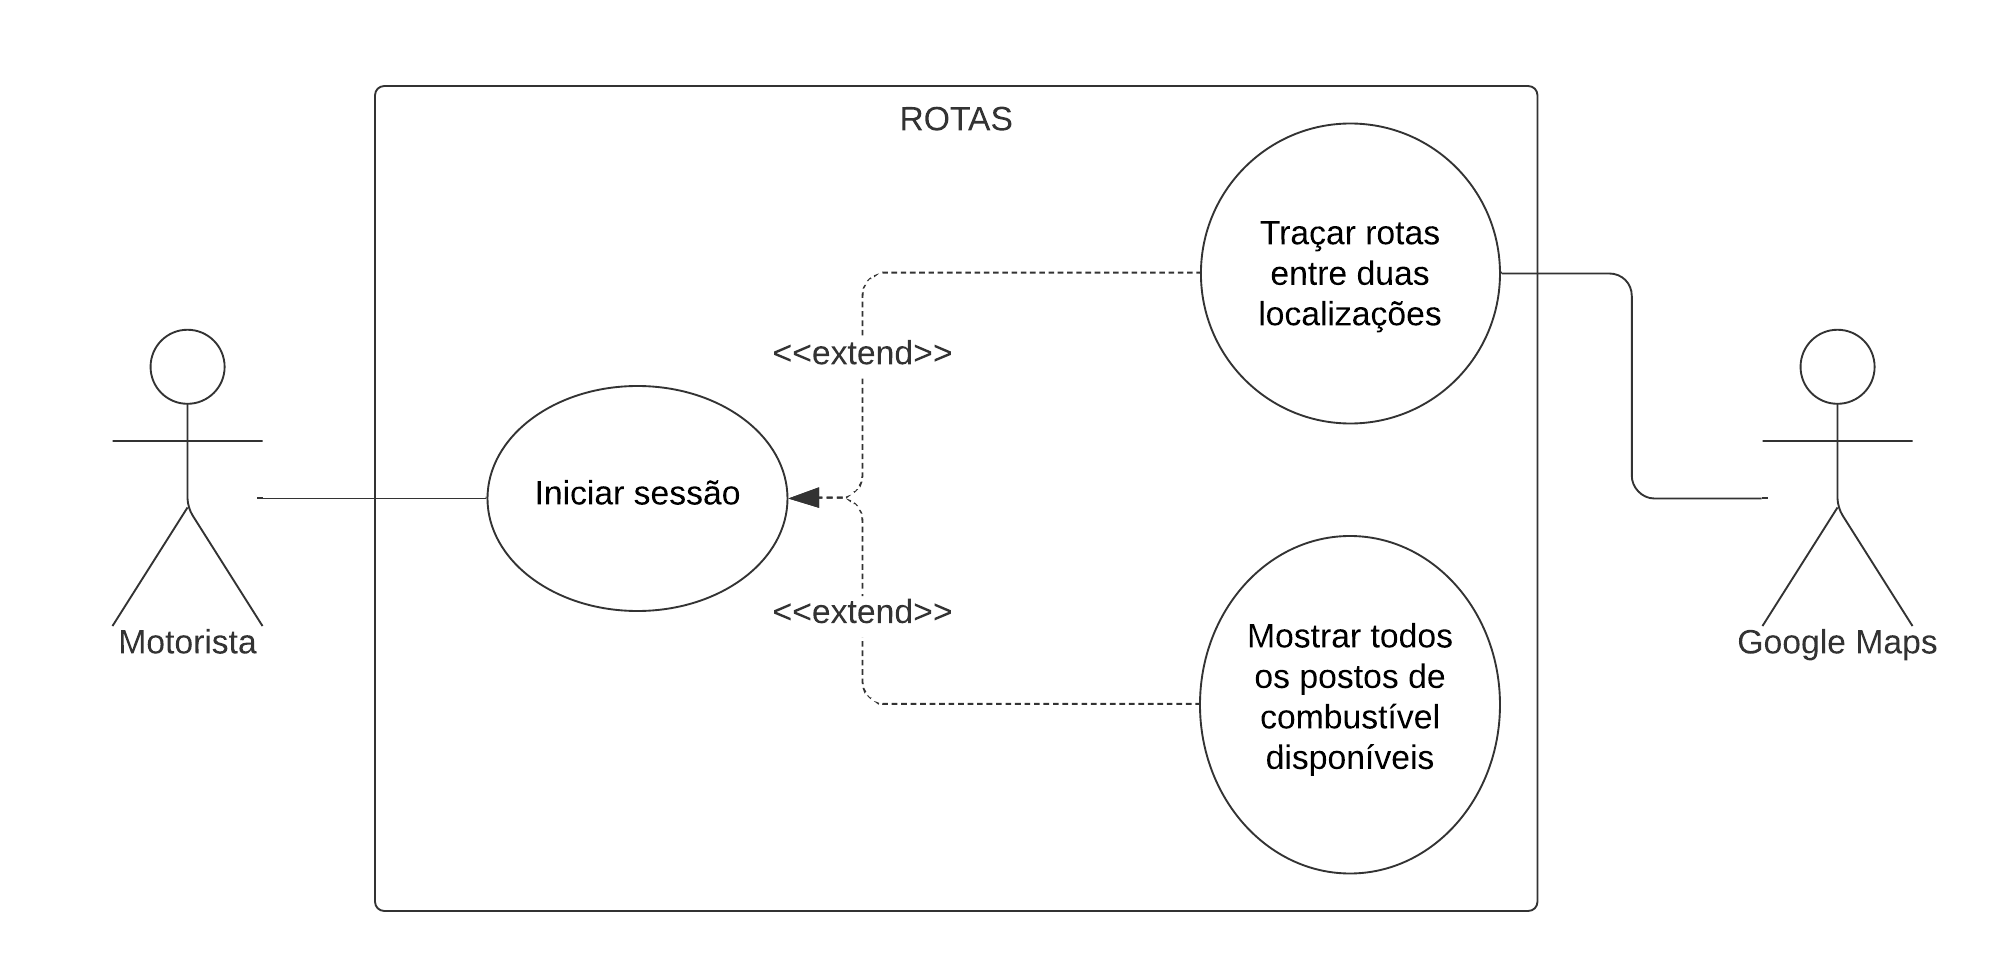 ROTAS
Traçar rotas
entre duas
localizações
<<extend>>
Iniciar sessão
<<extend>>
Mostrar todos
os postos de
combustível
disponíveis
Motorista
Google Maps